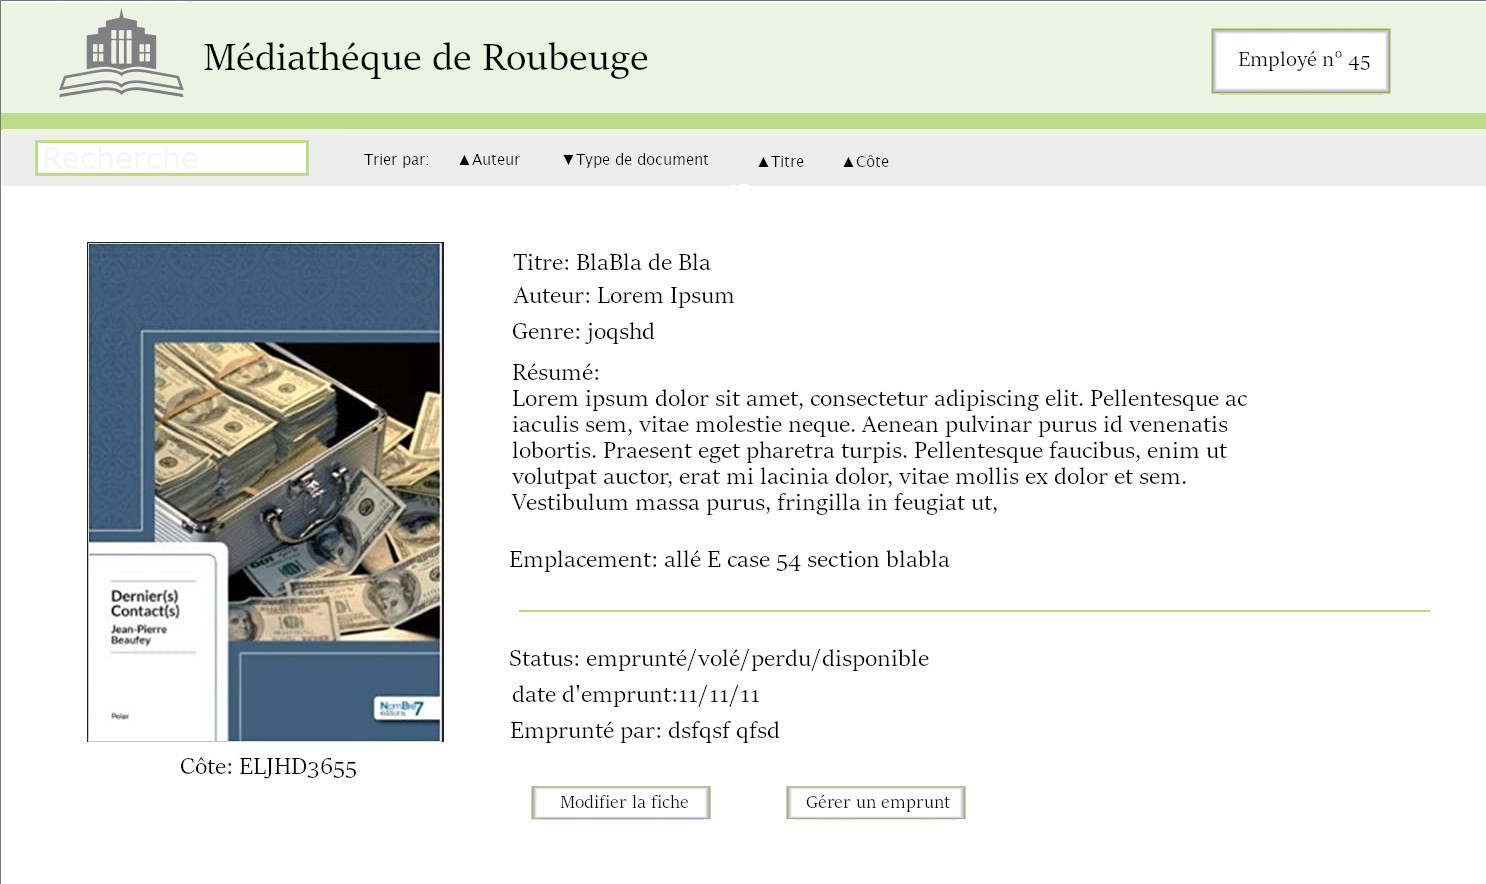 Médiathéque de Roubeuge
Employé n° 45
Recherche
Trier par: ▲Auteur ▼Type de document ▲Titre ▲Côte
Titre: BlaBla de Bla
Auteur: Lorem Ipsum
Genre: joqshd
Résumé:
Lorem ipsum dolor sit amet, consectetur adipiscing elit. Pellentesque ac
iaculis sem, vitae molestie neque. Aenean pulvinar purus id venenatis
lobortis. Praesent eget pharetra turpis. Pellentesque faucibus, enim ut
volutpat auctor, erat mi lacinia dolor, vitae mollis ex dolor et sem.
Vestibulum massa purus, fringilla in feugiat ut,
Emplacement: allé E case 54 section blabla
Dernier(s)
Contact(s)
Jean-Pierre
Beaufey
Polar
NomBre7
éditions
Côte: ELJHD3655
Status: emprunté/volé/perdu/disponible
date d'emprunt:11/11/11
Emprunté par: dsfqsf qfsd
Modifier la fiche
Gérer un emprunt